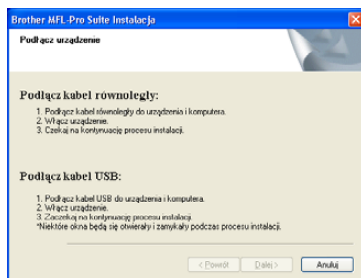 Brother MFL-Pro Suite Instalacja
Podłącz urządzenie
Podłącz kabel równoległy:
1. Podłącz kabel równoległy do urządzenia i komputera.
2. Włącz urządzenie.
3. Czekaj na kontynuację procesu instalacji.
Podłącz kabel USB:
1. Podłącz kabel USB do urządzenia i komputera.
2. Włącz urządzenie.
3. Zaczekaj na kontynuację procesu instalacji.
*Niektóre okna będą się otwierały i zamykały podczas procesu instalacji.
< Powrót Dalej > Anuluj